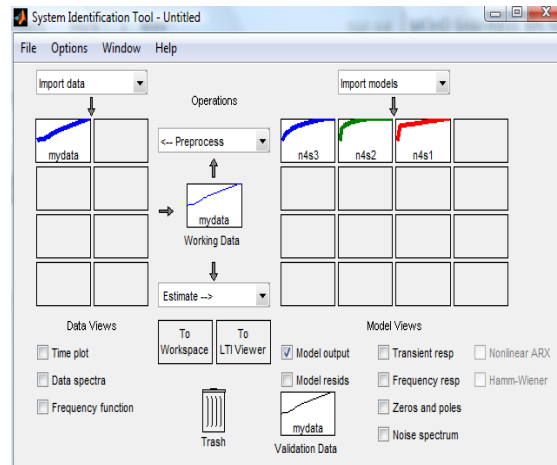 System Identification Tool - Untitled
File Options Window Help
Import data
Operations
Import models
mydata
<-- Preprocess
n4s3
n4s2
n4s1
mydata
Working Data
Estimate -->
Data Views
To Workspace
To LTI Viewer
Model Views
Time plot
Data spectra
Frequency function
Trash
Model output
Transient resp
Nonlinear ARX
Model resids
Frequency resp
Hamm-Wiener
mydata
Validation Data
Zeros and poles
Noise spectrum